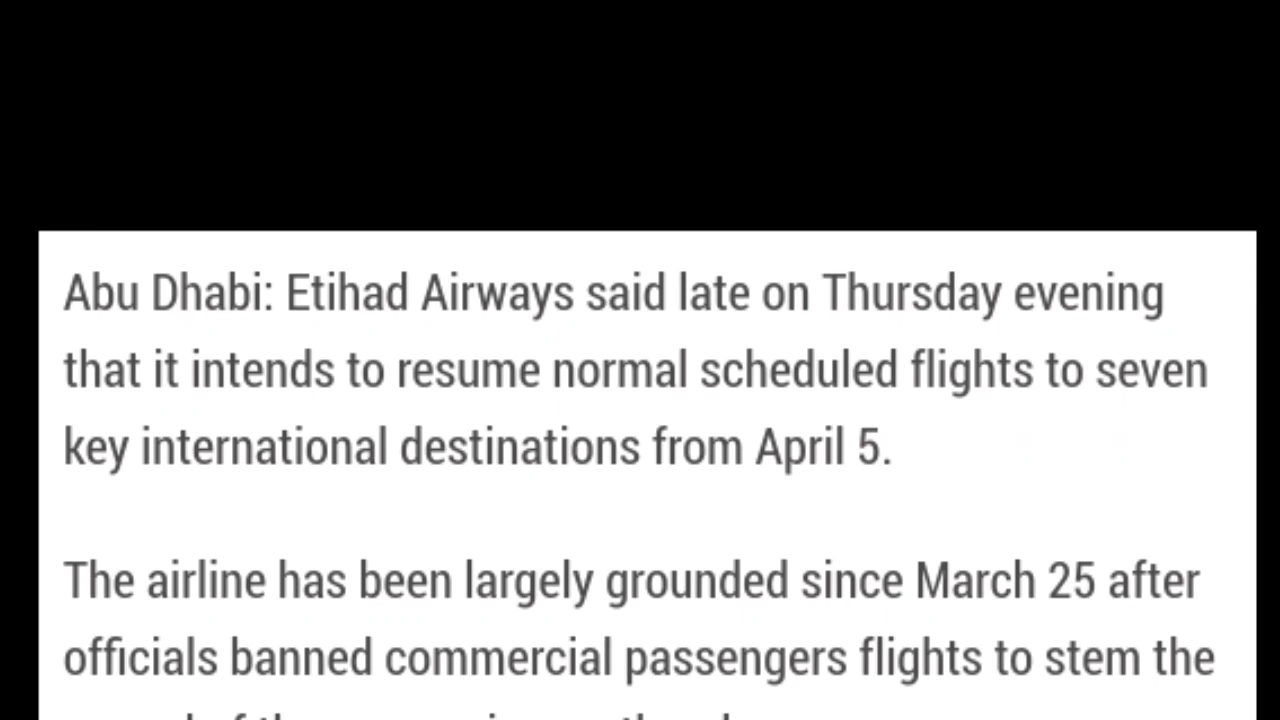 Abu Dhabi: Etihad Airways said late on Thursday evening
that it intends to resume normal scheduled flights to seven
key international destinations from April 5.
The airline has been largely grounded since March 25 after
officials banned commercial passengers flights to stem the